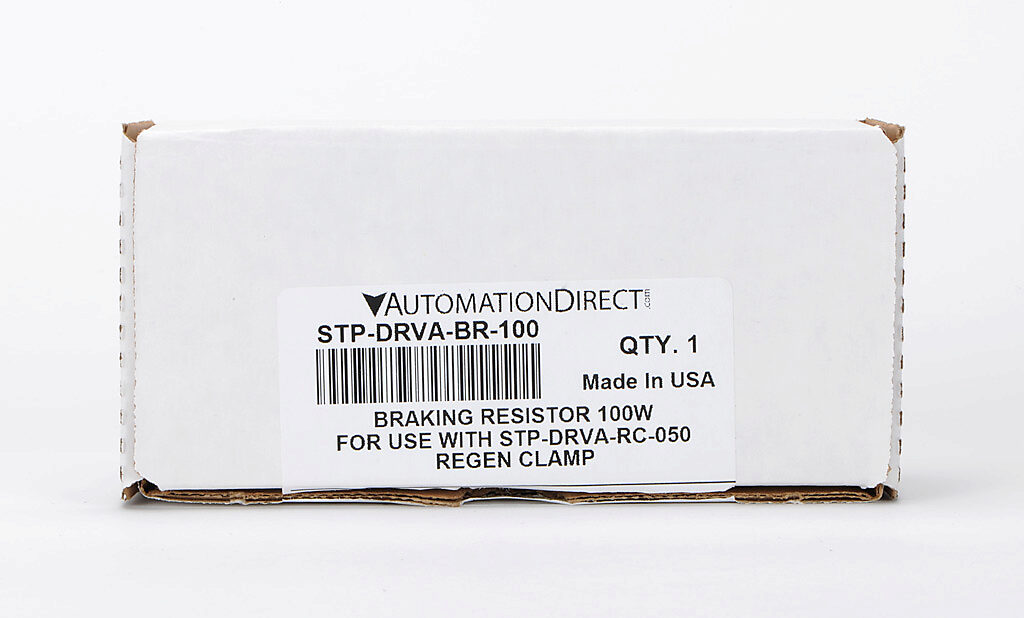 AUTOMATIONDIRECT.com
STP-DRVA-BR-100
QTY. 1
Made In USA
BRAKING RESISTOR 100W
FOR USE WITH STP-DRVA-RC-050
REGEN CLAMP